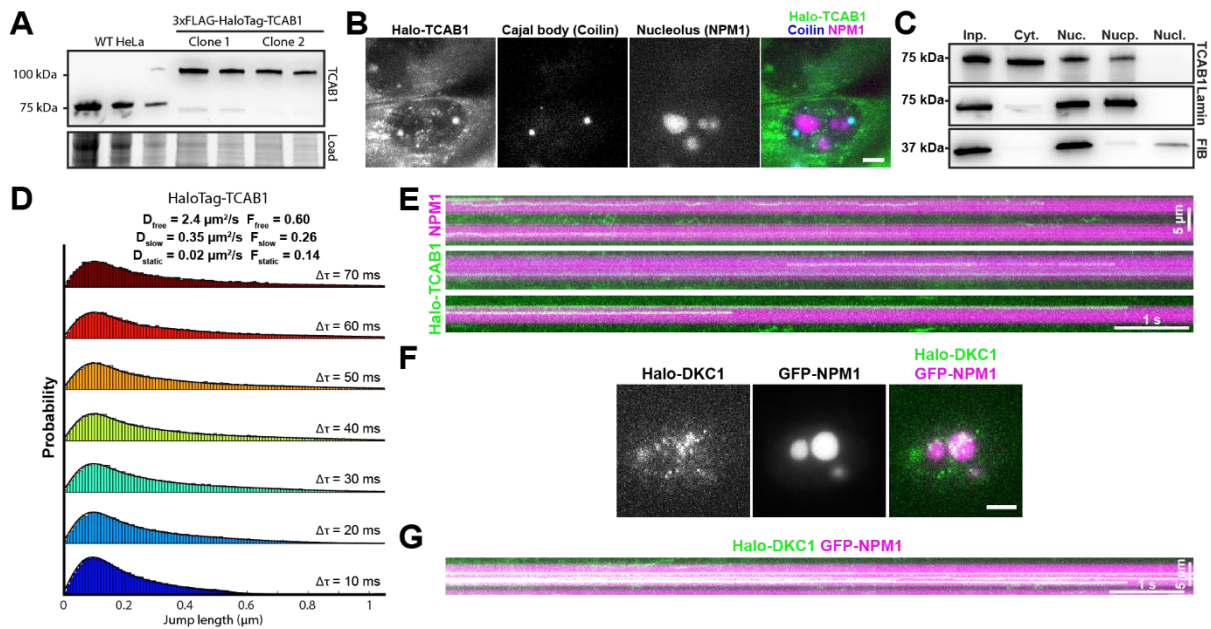 A
3xFLAG-HaloTag-TCAB1
WT HeLa
Clone 1
Clone 2
100 kDa
75 kDa
TCAB1
Load
B
Halo-TCAB1
Cajal body (Coilin)
Nucleolus (NPM1)
Halo-TCAB1
Coilin NPM1
C
Inp. Cyt. Nuc. Nucp. Nucl.
75 kDa
TCAB1
75 kDa
Lamin
37 kDa
FIB
D
HaloTag-TCAB1
Dfree = 2.4 µm²/s Ffree = 0.60
Dslow = 0.35 µm²/s Fslow = 0.26
Dstatic = 0.02 µm²/s Fstatic = 0.14
Δτ = 70 ms
Δτ = 60 ms
Δτ = 50 ms
Δτ = 40 ms
Δτ = 30 ms
Δτ = 20 ms
Δτ = 10 ms
Probability
0 0.2 0.4 0.6 0.8 1
Jump length (µm)
E
Halo-TCAB1 NPM1
5 µm
1 s
F
Halo-DKC1
GFP-NPM1
Halo-DKC1
GFP-NPM1
G
Halo-DKC1 GFP-NPM1
5 µm
1 s